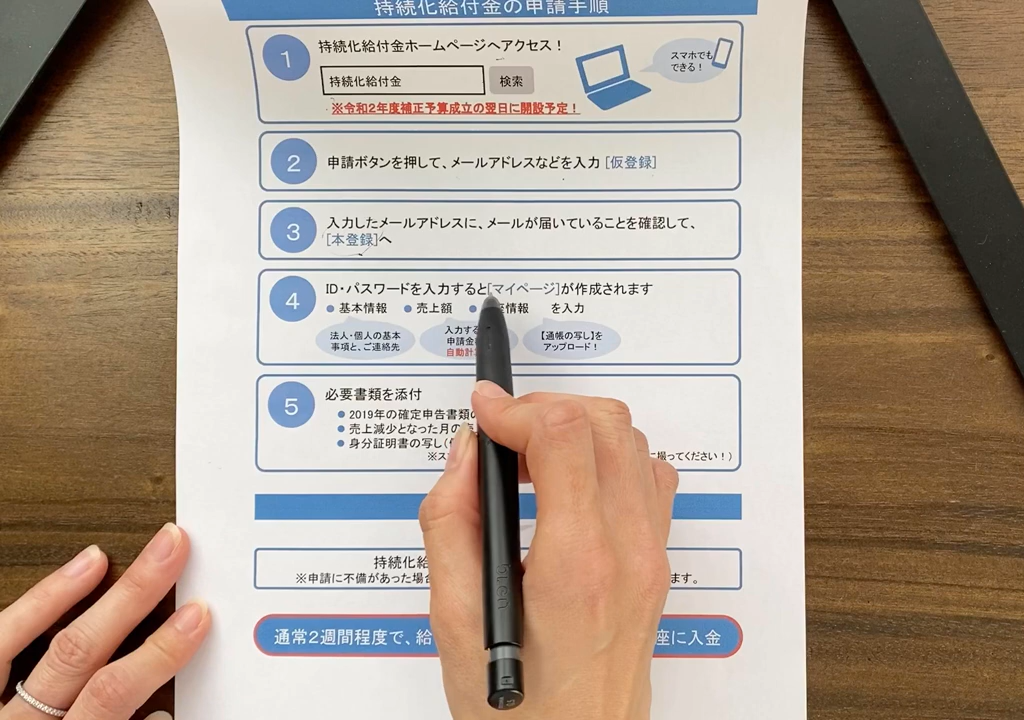 持続化給付金の申請手順
1
持続化給付金ホームページへアクセス！
持続化給付金
検索
スマホでも
できる！
※令和2年度補正予算成立の翌日に開設予定！
2
申請ボタンを押して、メールアドレスなどを入力 [仮登録]
3
入力したメールアドレスに、メールが届いていることを確認して、
[本登録]へ
4
ID・パスワードを入力すると[マイページ]が作成されます
● 基本情報 ● 売上額 ● 情報 を入力
法人・個人の基本
事項と、ご連絡先
入力する
申請金
自動計
【通帳の写し】を
アップロード！
5
必要書類を添付
● 2019年の確定申告書類の
● 売上減少となった月の
● 身分証明書の写し(
※ス
撮ってください！）
持続化給
※申請に不備があった場合
ます。
通常2週間程度で、給
座に入金